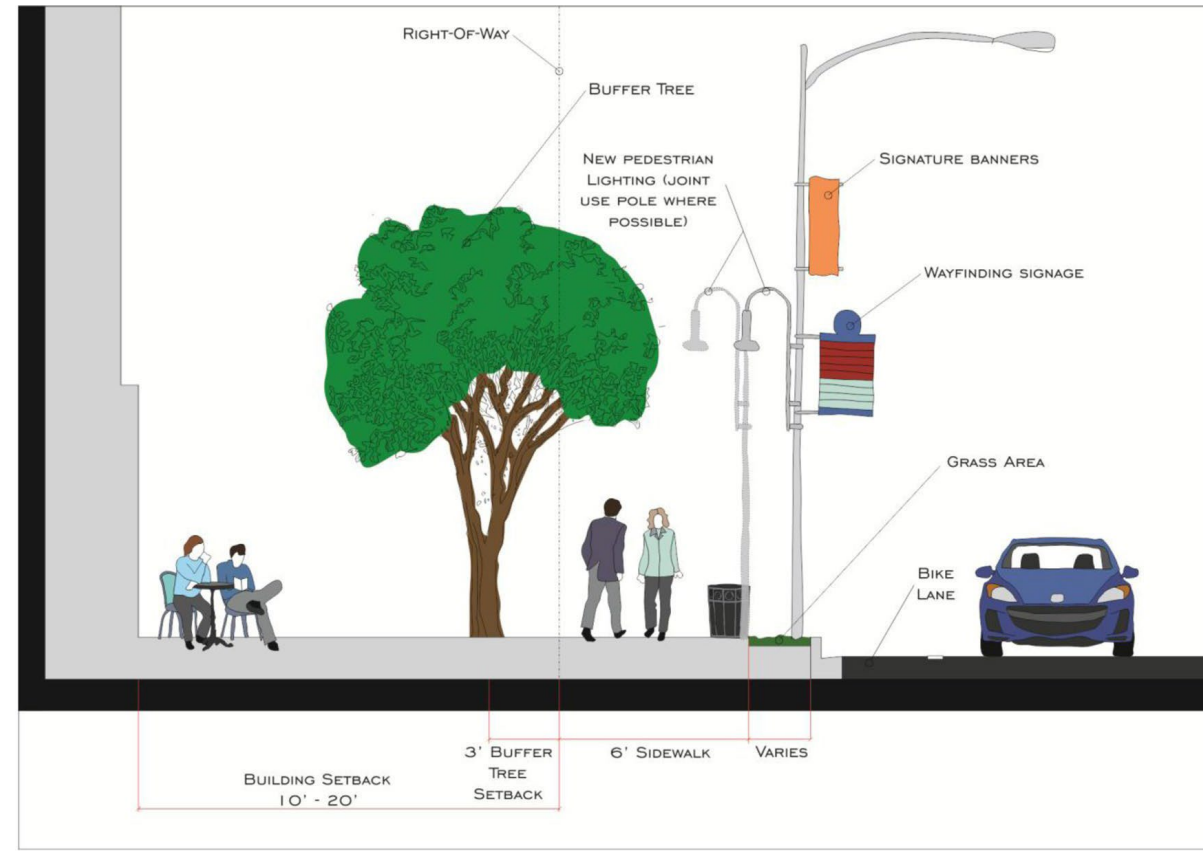 Right-Of-Way
Buffer Tree
New pedestrian
Lighting (joint
use pole where
possible)
Signature banners
Wayfinding signage
Grass Area
Bike
Lane
3' Buffer
Tree
Setback
6' Sidewalk
Varies
Building Setback
10' - 20'